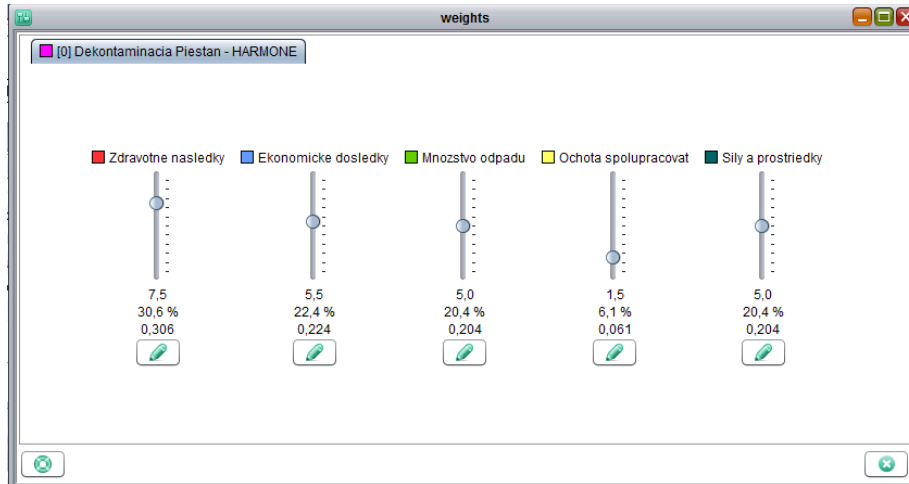 weights
[0] Dekontaminacia Piestan - HARMONE
Zdravotne nasledky Ekonomicke dosledky Mnozstvo odpadu Ochota spolupracovat Sily a prostriedky
7,5 5,5 5,0 1,5 5,0
30,6 % 22,4 % 20,4 % 6,1 % 20,4 %
0,306 0,224 0,204 0,061 0,204